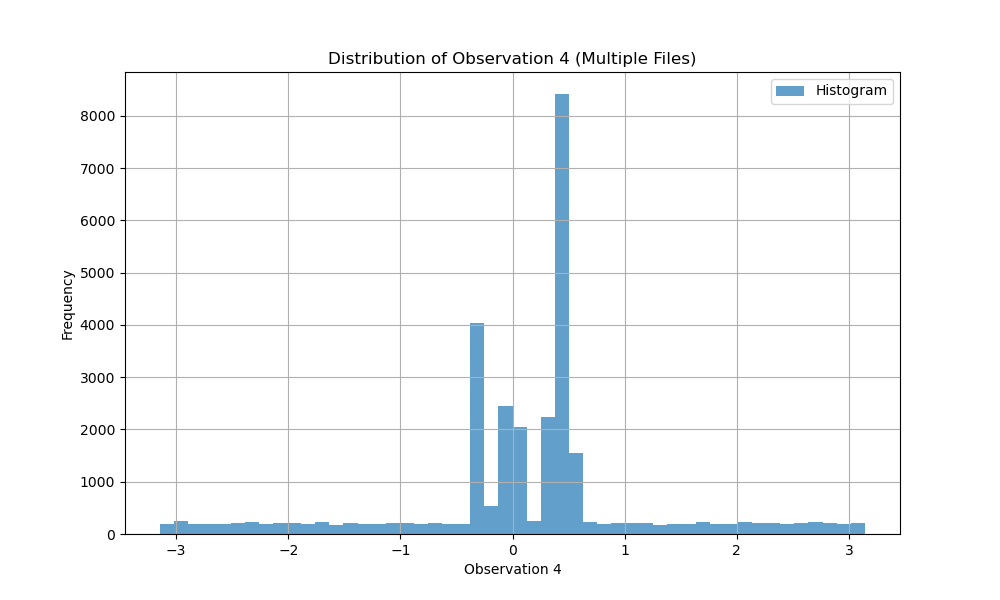 Distribution of Observation 4 (Multiple Files)
Histogram
8000
7000
6000
5000
4000
3000
2000
1000
0
Frequency
−3 −2 −1 0 1 2 3
Observation 4